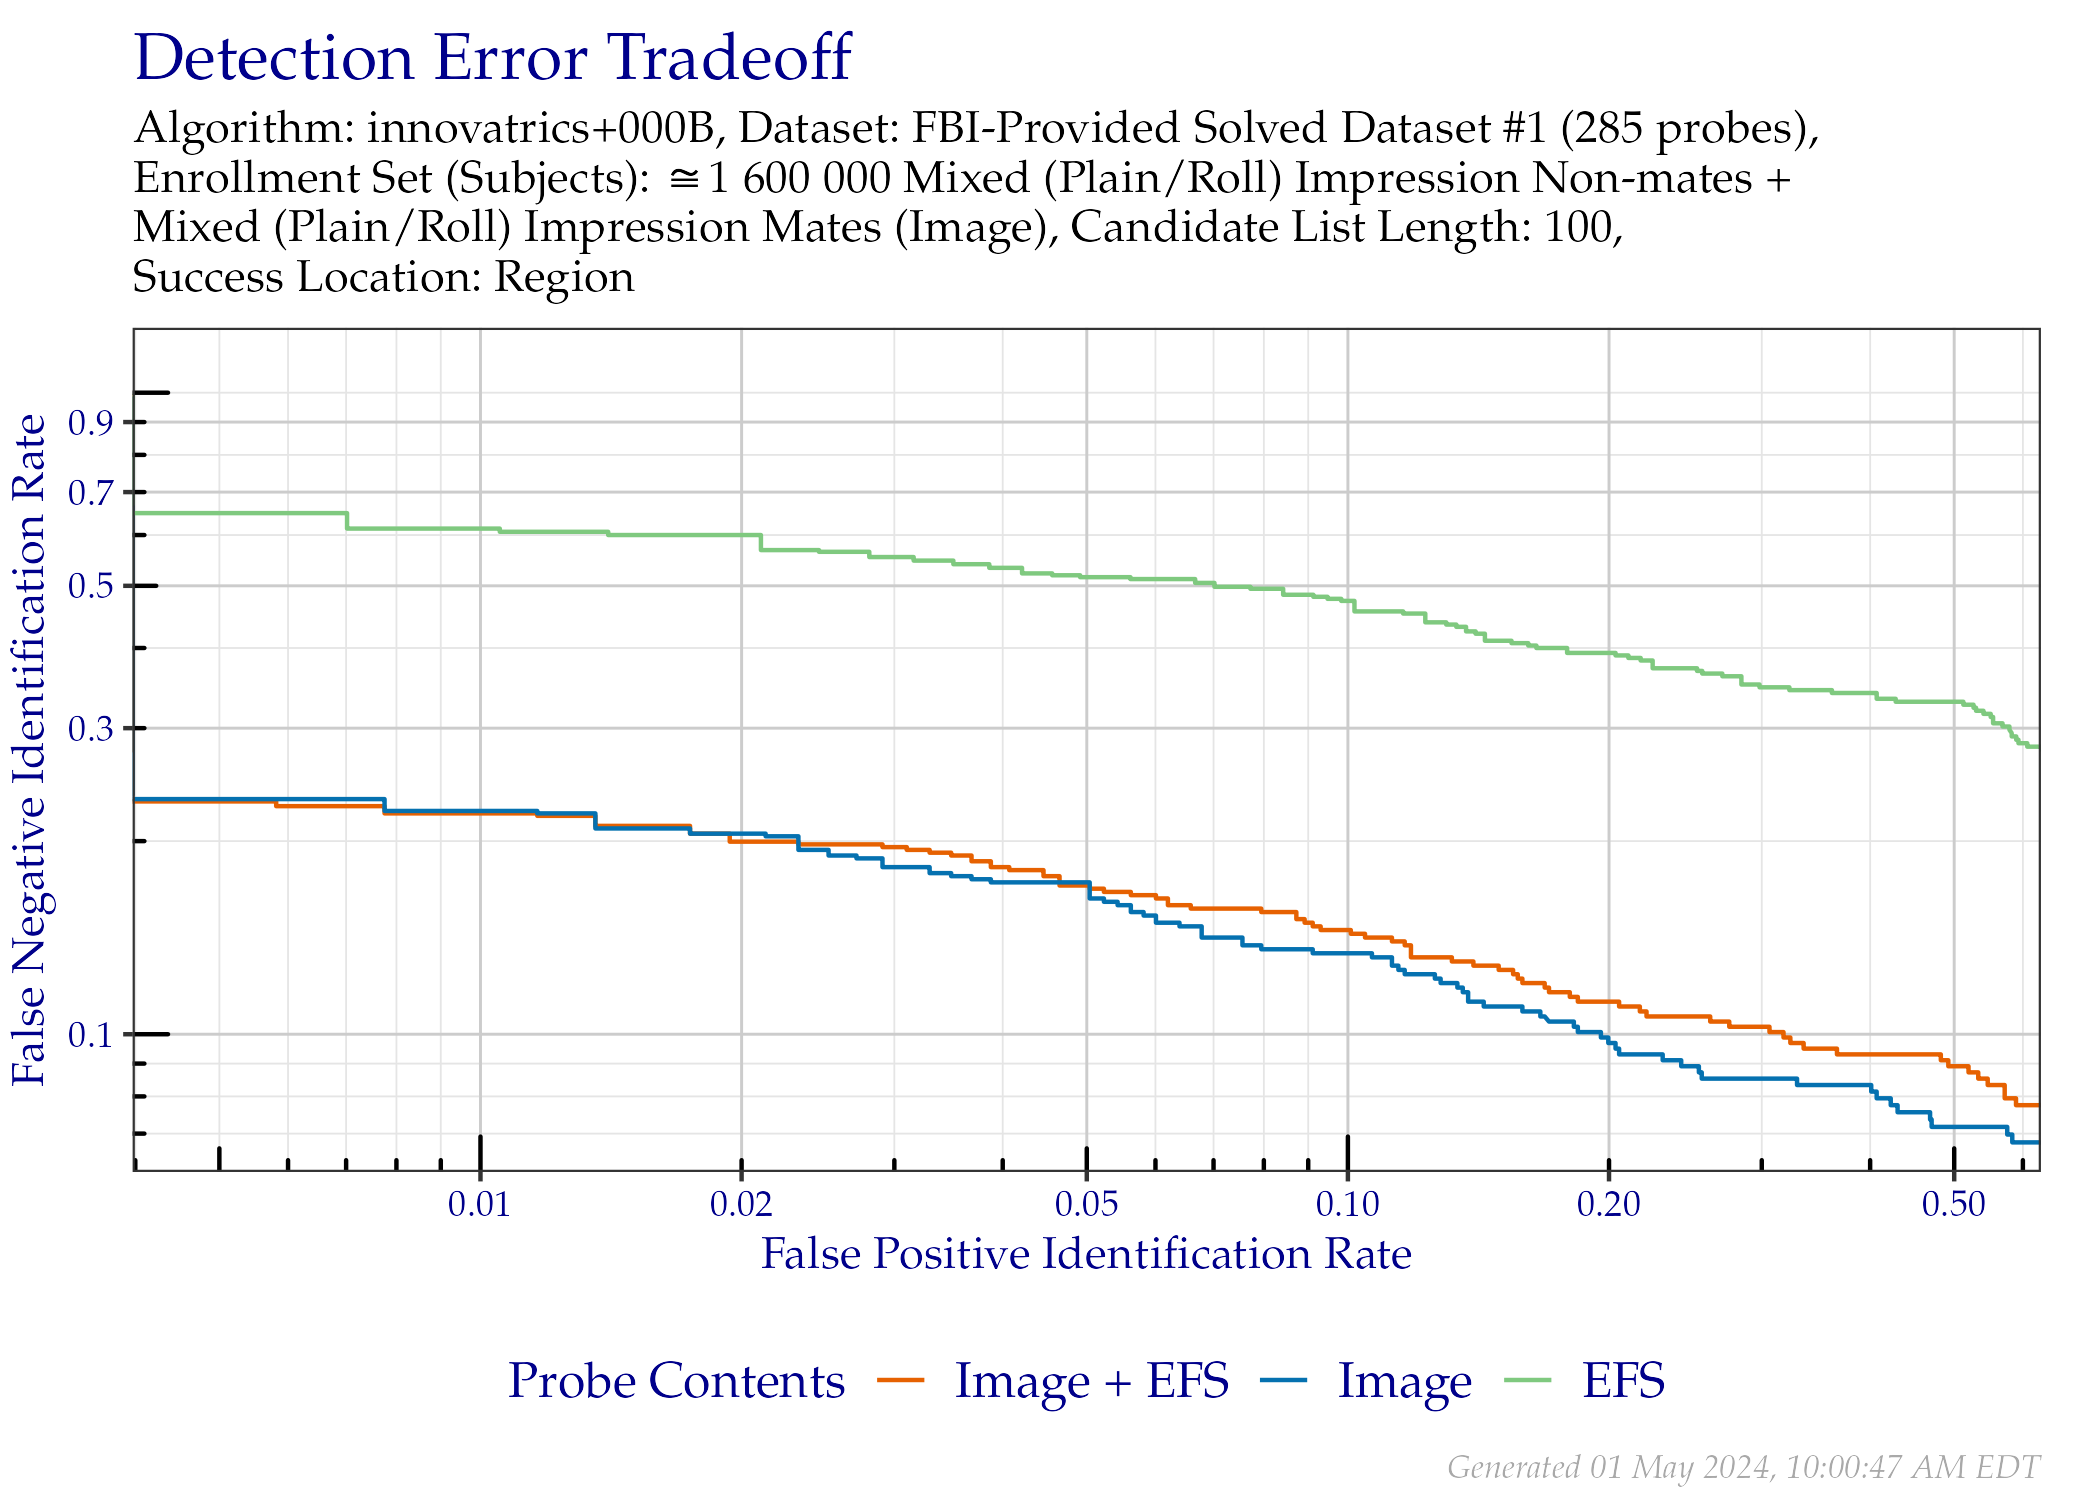 Detection Error Tradeoff
Algorithm: innovatrics+000B, Dataset: FBI-Provided Solved Dataset #1 (285 probes),
Enrollment Set (Subjects): ≅1 600 000 Mixed (Plain/Roll) Impression Non-mates +
Mixed (Plain/Roll) Impression Mates (Image), Candidate List Length: 100,
Success Location: Region
False Negative Identification Rate
0.9
0.7
0.5
0.3
0.1
0.01 0.02 0.05 0.10 0.20 0.50
False Positive Identification Rate
Probe Contents Image + EFS Image EFS
Generated 01 May 2024, 10:00:47 AM EDT